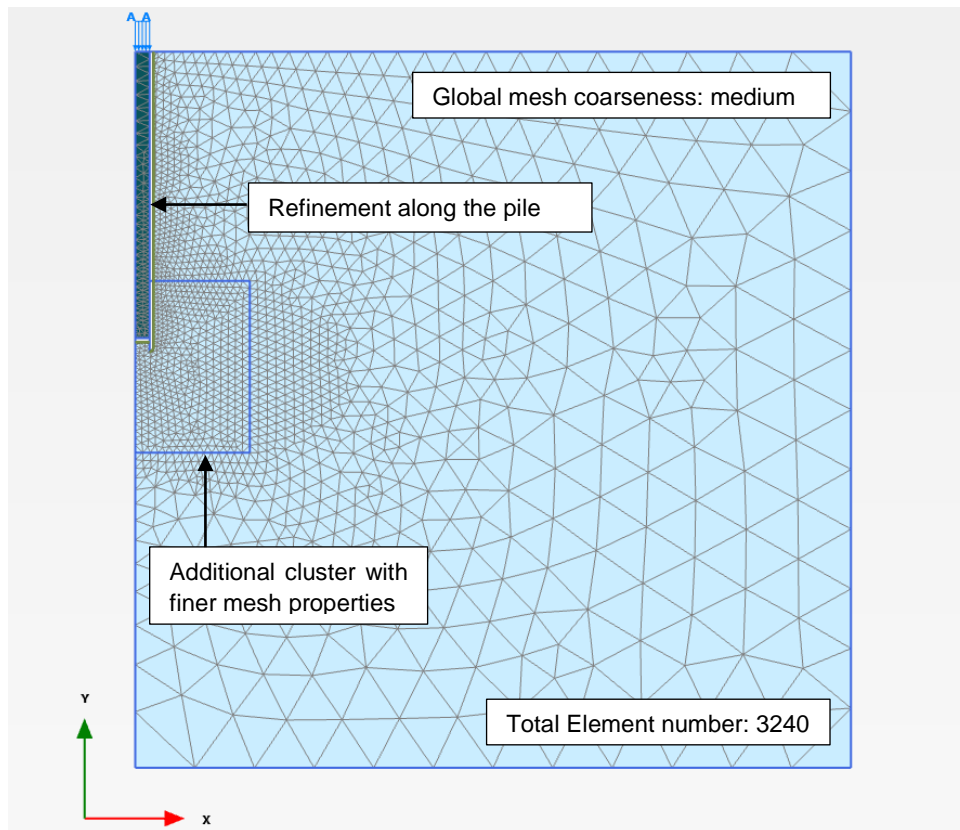 A A
Global mesh coarseness: medium
Refinement along the pile
Additional cluster with
finer mesh properties
Total Element number: 3240
Y
X